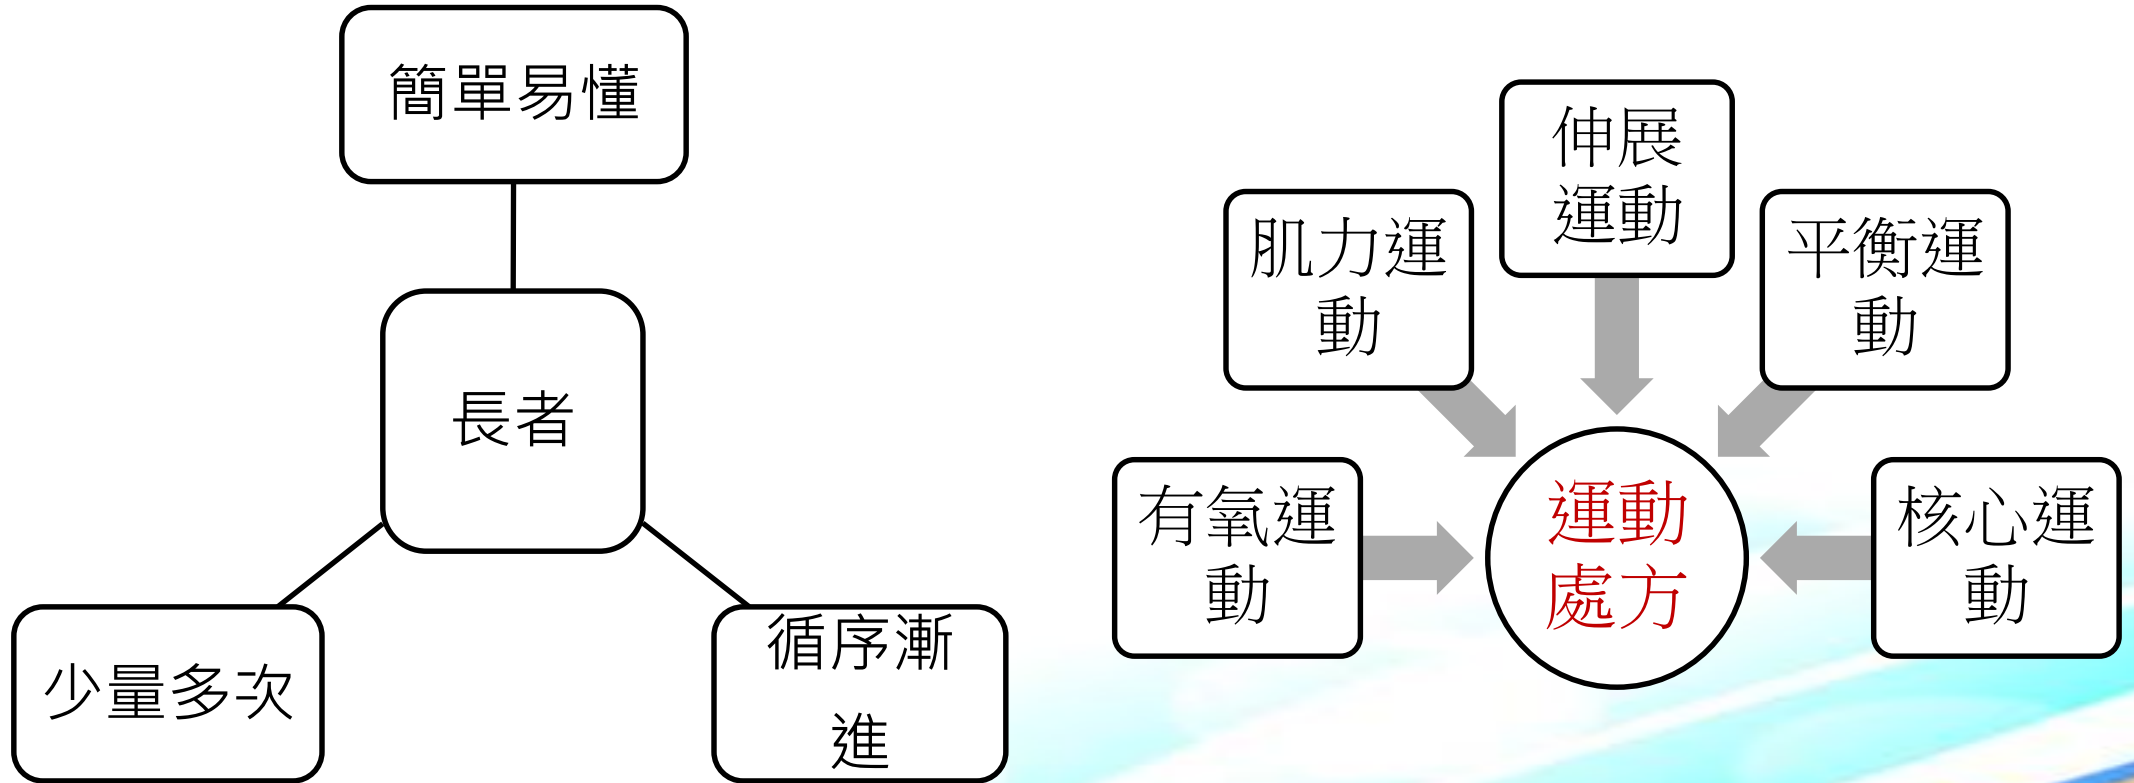 簡單易懂
長者
少量多次
循序漸
進
伸展
運動
肌力運
動
平衡運
動
有氧運
動
運動
處方
核心運
動